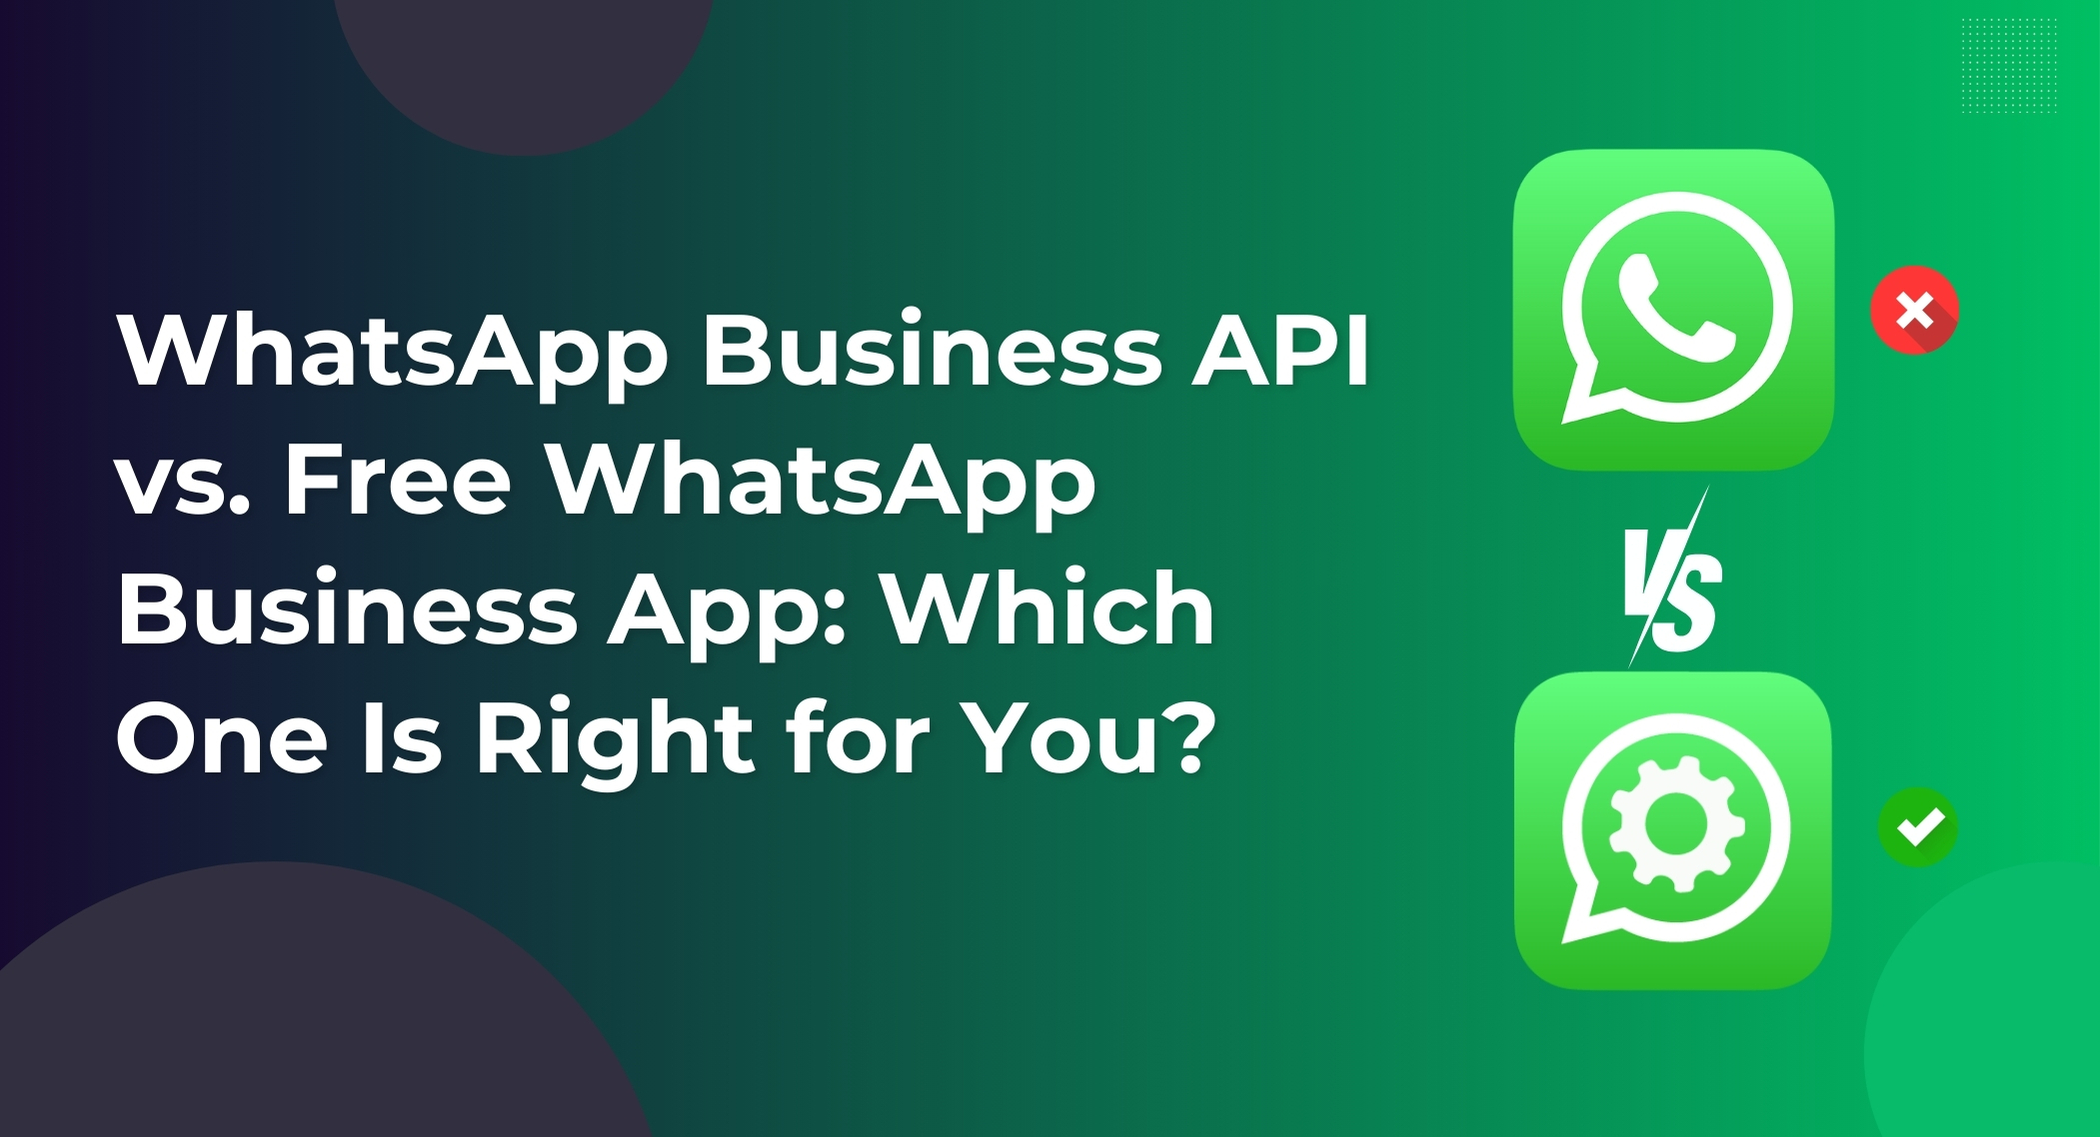 WhatsApp Business API
vs. Free WhatsApp
Business App: Which
One Is Right for You?
VS